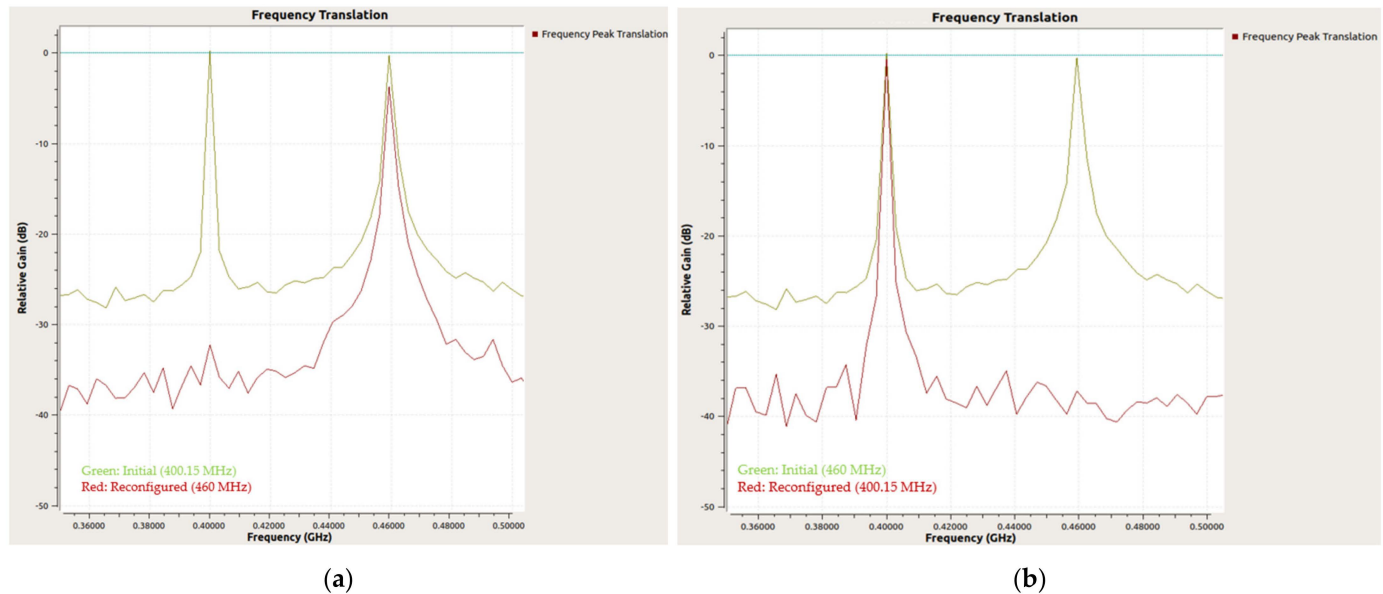 Frequency Translation
Frequency Peak Translation
0
-10
-20
-30
-40
-50
Relative Gain (dB)
Green: Initial (400.15 MHz)
Red: Reconfigured (460 MHz)
0.36000 0.38000 0.40000 0.42000 0.44000 0.46000 0.48000 0.50000
Frequency (GHz)
(a)
Frequency Translation
Frequency Peak Translation
0
-10
-20
-30
-40
-50
Relative Gain (dB)
Green: Initial (460 MHz)
Red: Reconfigured (400.15 MHz)
0.36000 0.38000 0.40000 0.42000 0.44000 0.46000 0.48000 0.50000
Frequency (GHz)
(b)